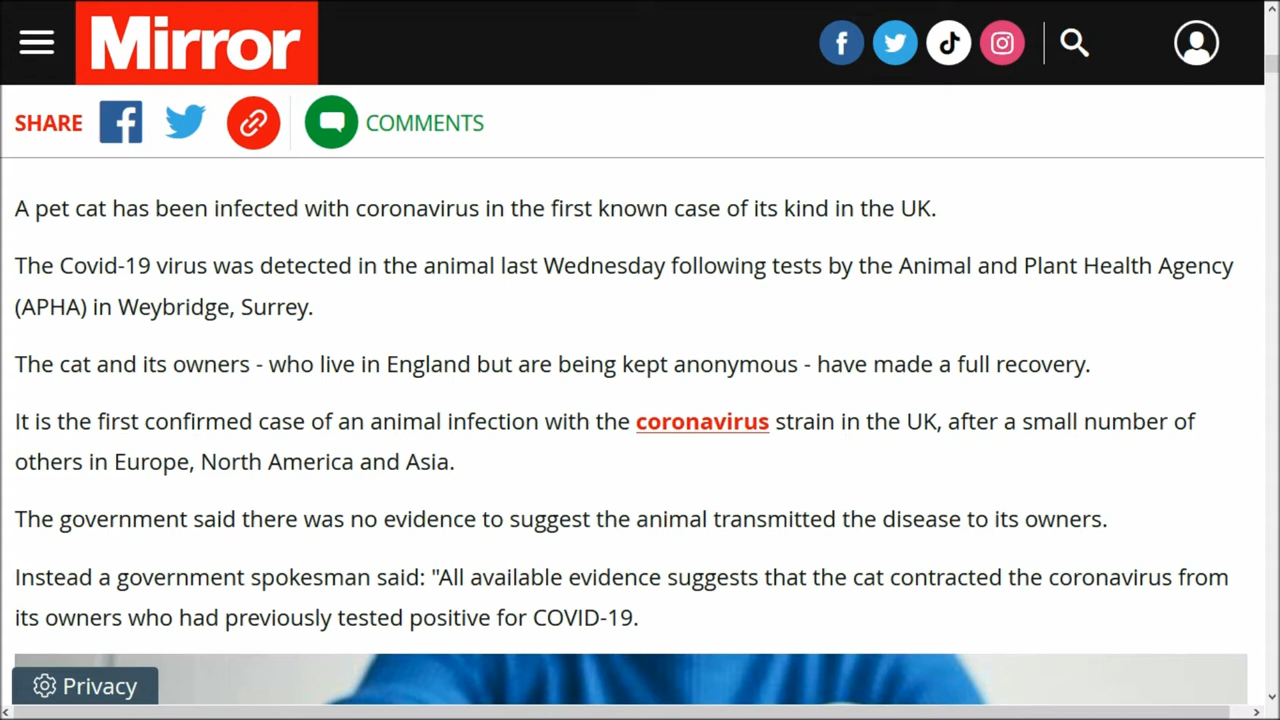 Mirror
SHARE COMMENTS
A pet cat has been infected with coronavirus in the first known case of its kind in the UK.
The Covid-19 virus was detected in the animal last Wednesday following tests by the Animal and Plant Health Agency
(APHA) in Weybridge, Surrey.
The cat and its owners - who live in England but are being kept anonymous - have made a full recovery.
It is the first confirmed case of an animal infection with the coronavirus strain in the UK, after a small number of
others in Europe, North America and Asia.
The government said there was no evidence to suggest the animal transmitted the disease to its owners.
Instead a government spokesman said: "All available evidence suggests that the cat contracted the coronavirus from
its owners who had previously tested positive for COVID-19.
Privacy